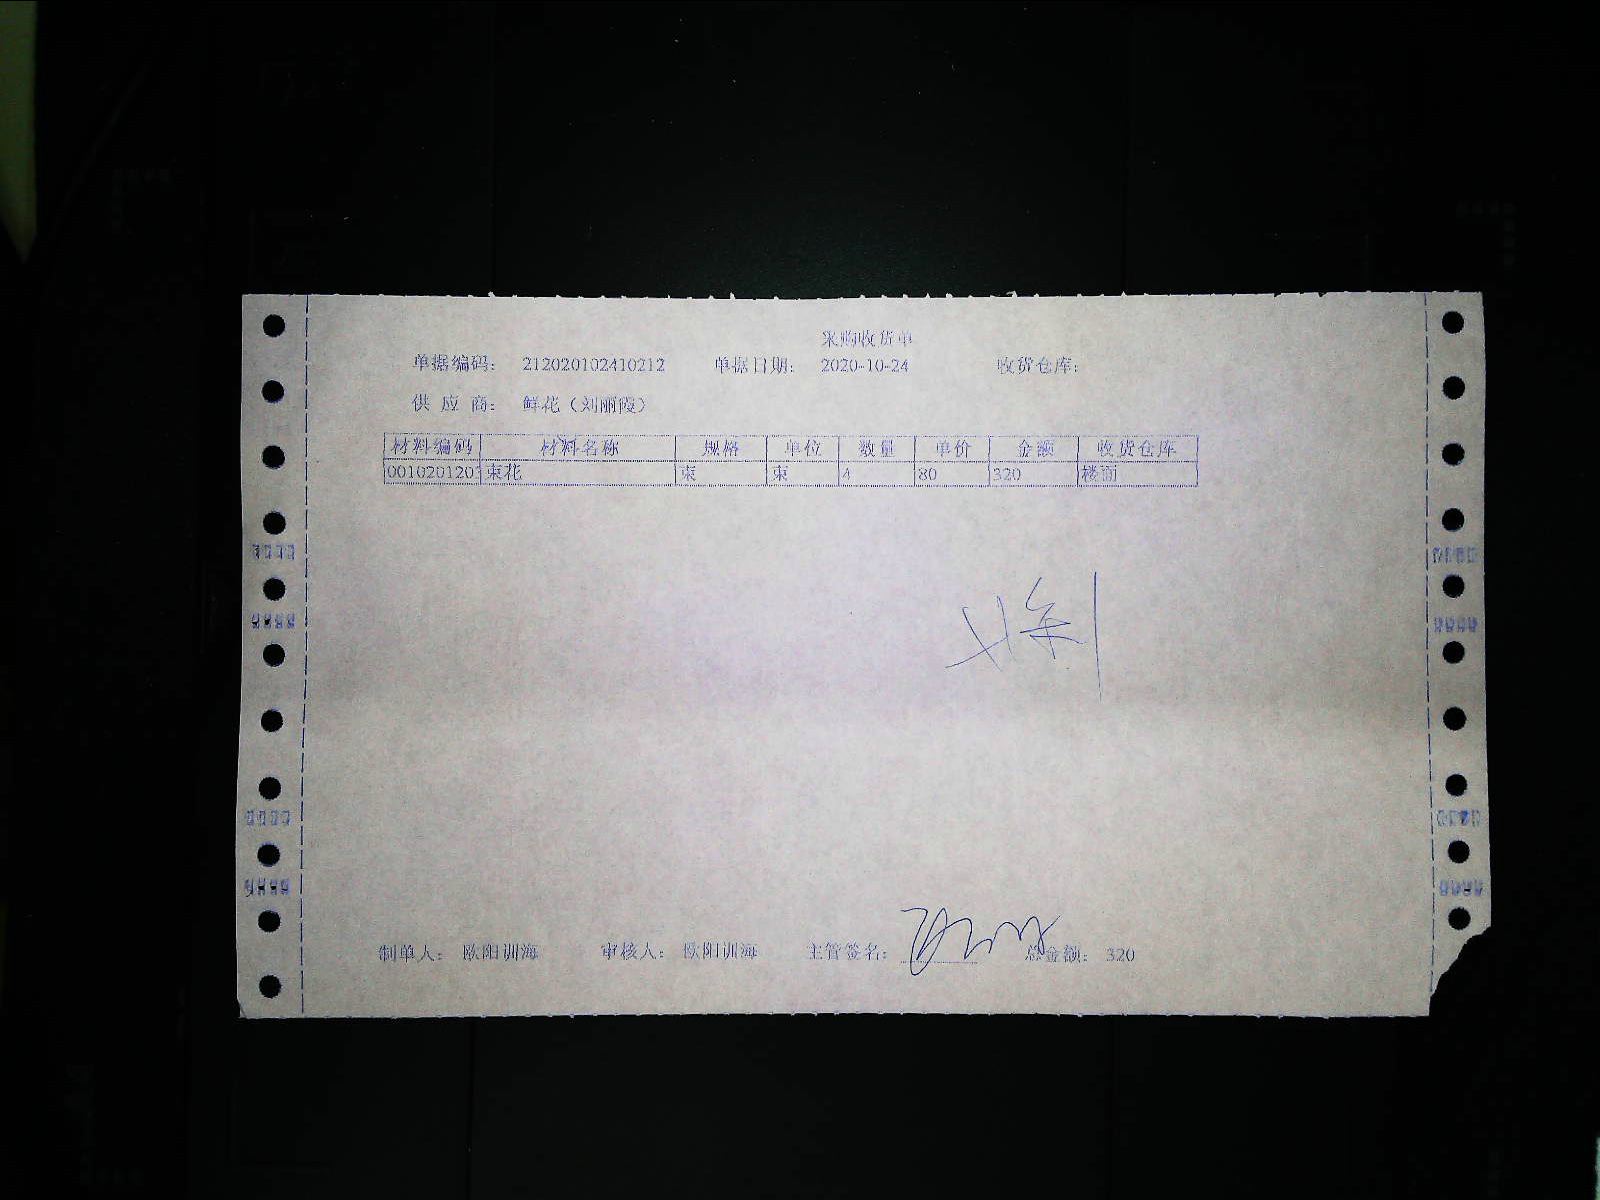 采购收货单
单据编码： 212020102410212 单据日期： 2020-10-24 收货仓库：
供应商： 鲜花（刘丽霞）
材料编码 材料名称 规格 单位 数量 单价 金额 收货仓库
0010201203 束花 束 束 4 80 320 楼面
制单人： 欧阳训海 审核人： 欧阳训海 主管签名： 总金额： 320